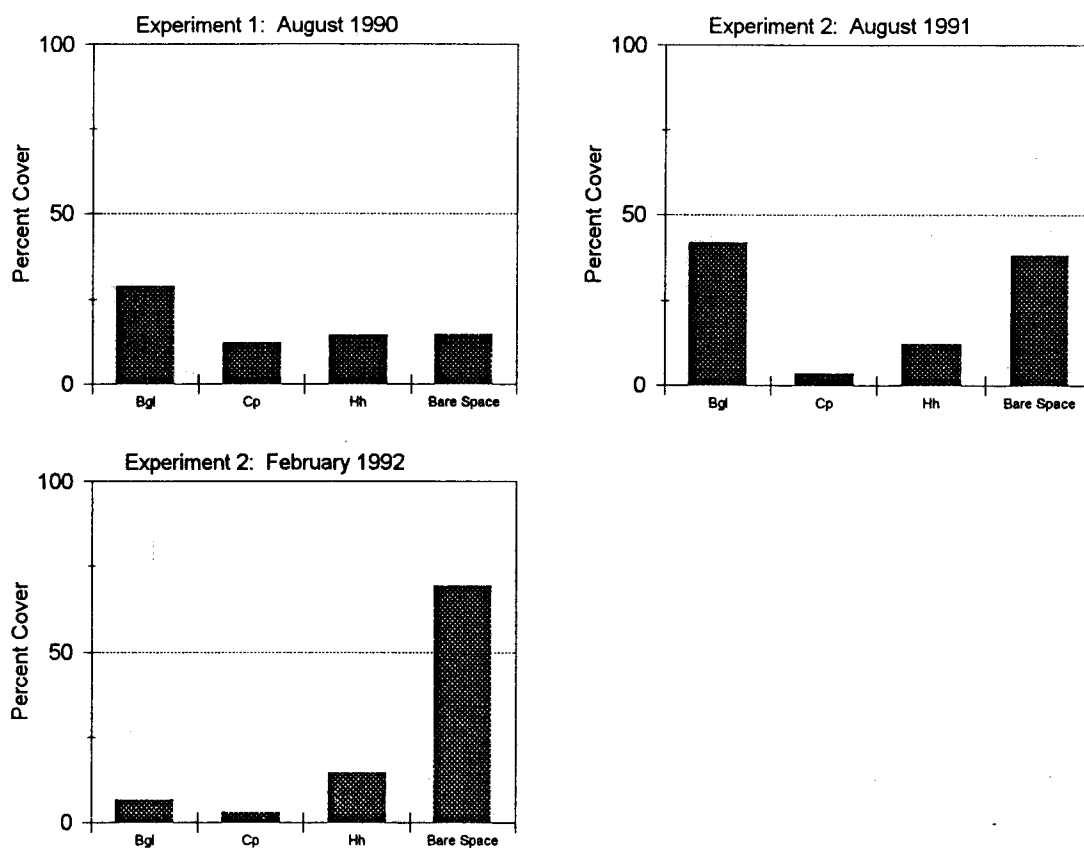 Experiment 1: August 1990
100
50
0
Percent Cover
Bgl Cp Hh Bare Space
Experiment 2: August 1991
100
50
0
Percent Cover
Bgl Cp Hh Bare Space
Experiment 2: February 1992
100
50
0
Percent Cover
Bgl Cp Hh Bare Space